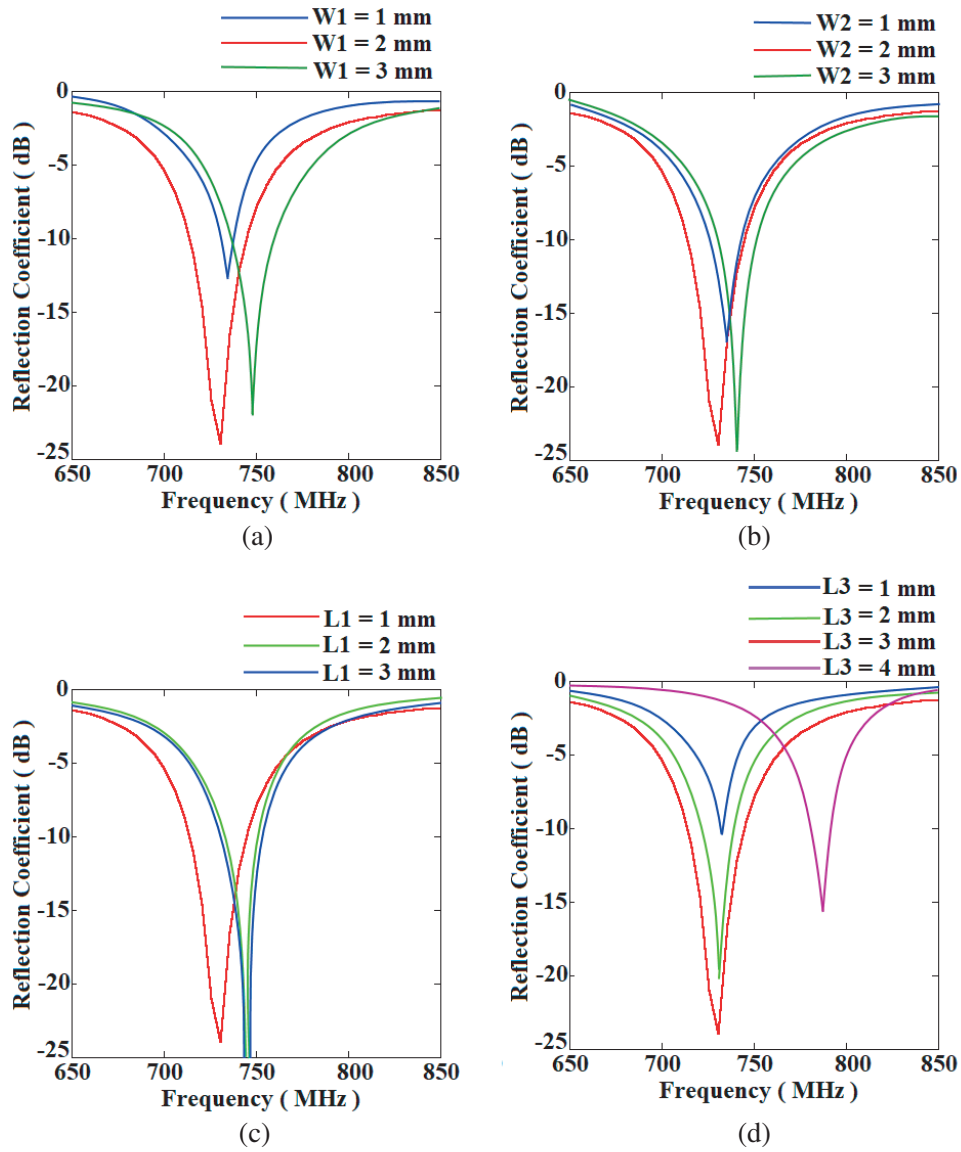 W1 = 1 mm
W1 = 2 mm
W1 = 3 mm
0
-5
-10
-15
-20
-25
650 700 750 800 850
Reflection Coefficient ( dB )
Frequency ( MHz )
(a)
W2 = 1 mm
W2 = 2 mm
W2 = 3 mm
0
-5
-10
-15
-20
-25
650 700 750 800 850
Reflection Coefficient ( dB )
Frequency ( MHz )
(b)
L1 = 1 mm
L1 = 2 mm
L1 = 3 mm
0
-5
-10
-15
-20
-25
650 700 750 800 850
Reflection Coefficient ( dB )
Frequency ( MHz )
(c)
L3 = 1 mm
L3 = 2 mm
L3 = 3 mm
L3 = 4 mm
0
-5
-10
-15
-20
-25
650 700 750 800 850
Reflection Coefficient ( dB )
Frequency ( MHz )
(d)